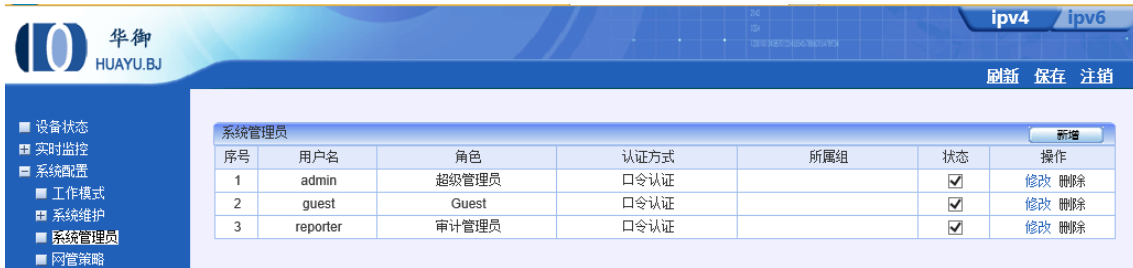 华御
HUAYU.BJ
ipv4 ipv6
刷新 保存 注销
设备状态
实时监控
系统配置
工作模式
系统维护
系统管理员
网管策略
系统管理员 新增
序号 用户名 角色 认证方式 所属组 状态 操作
1 admin 超级管理员 口令认证 修改 删除
2 guest Guest 口令认证 修改 删除
3 reporter 审计管理员 口令认证 修改 删除